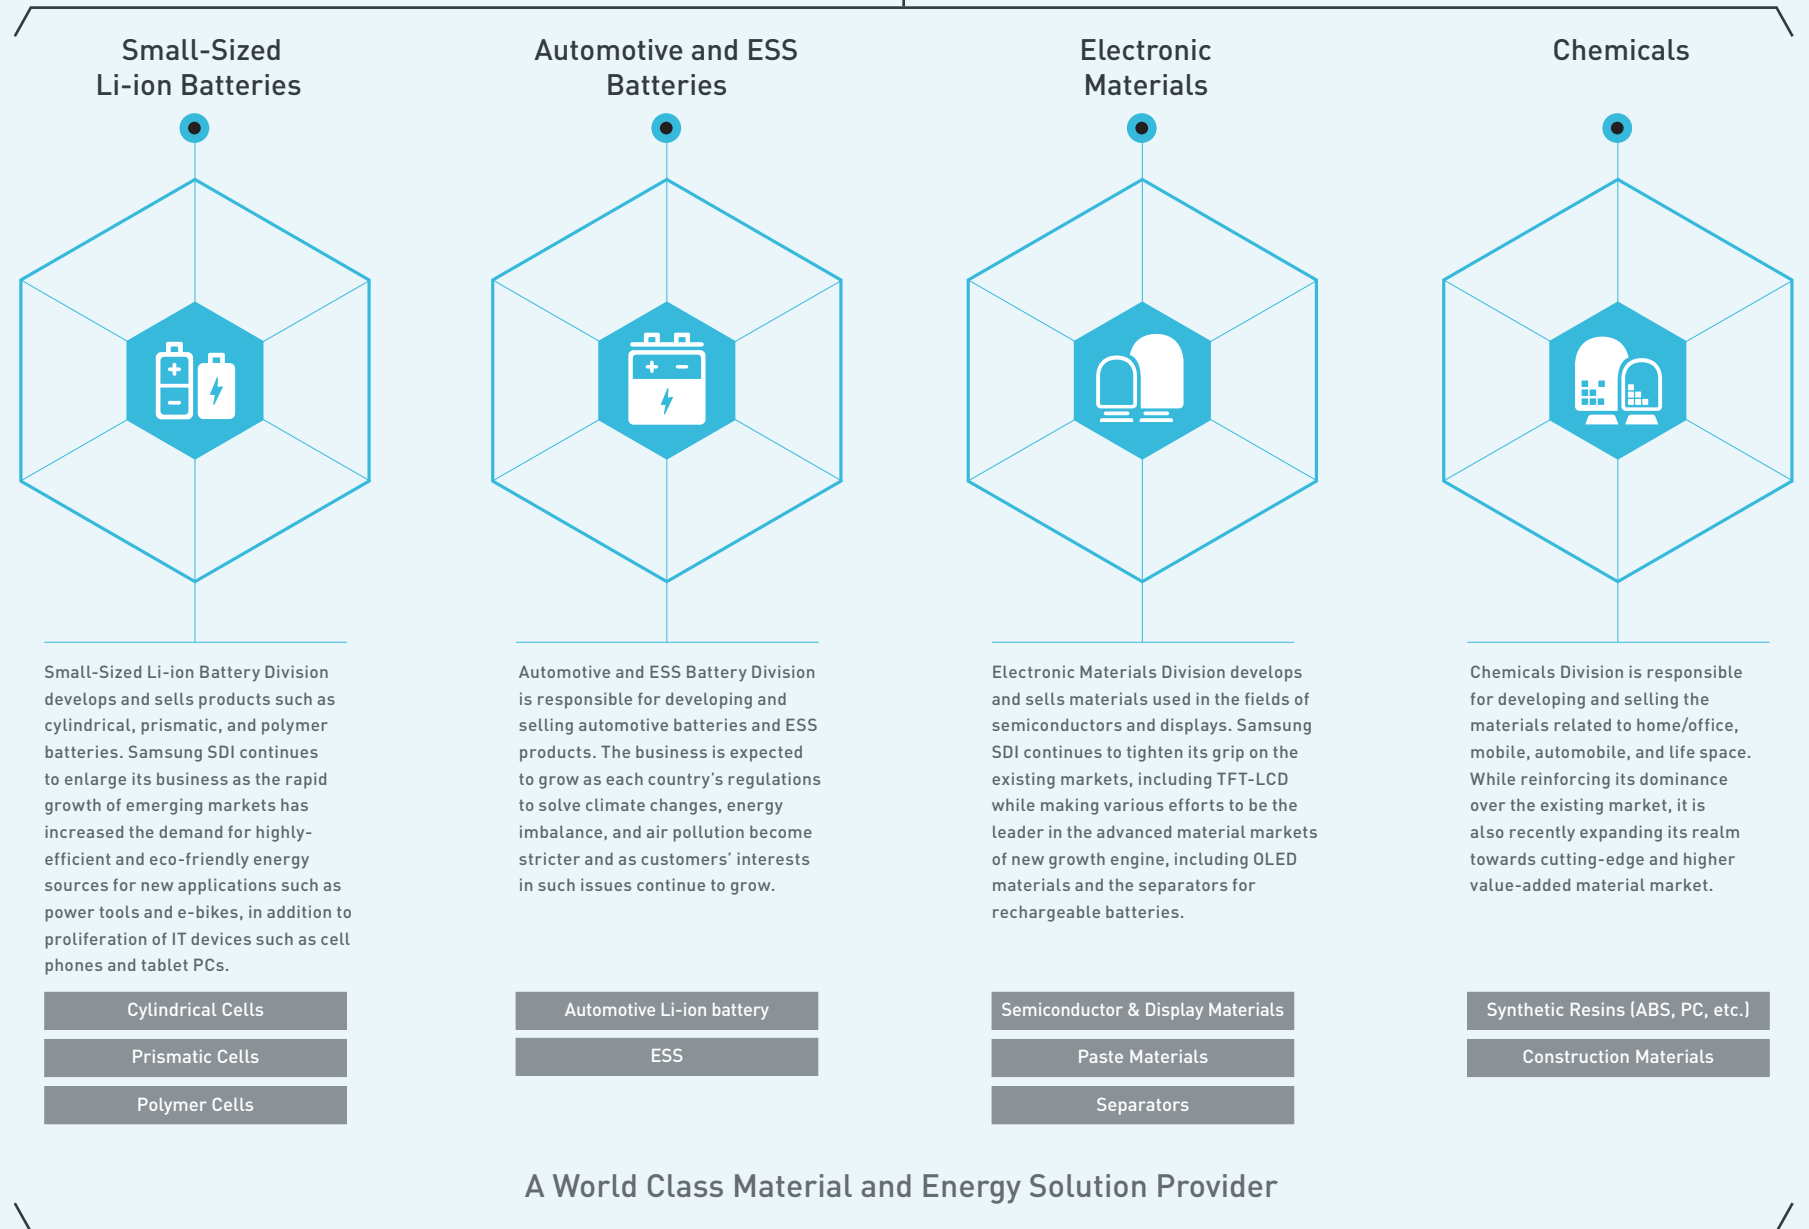 Small-Sized
Li-ion Batteries
Small-Sized Li-ion Battery Division
develops and sells products such as
cylindrical, prismatic, and polymer
batteries. Samsung SDI continues
to enlarge its business as the rapid
growth of emerging markets has
increased the demand for highly-
efficient and eco-friendly energy
sources for new applications such as
power tools and e-bikes, in addition to
proliferation of IT devices such as cell
phones and tablet PCs.
Cylindrical Cells
Prismatic Cells
Polymer Cells
Automotive and ESS
Batteries
Automotive and ESS Battery Division
is responsible for developing and
selling automotive batteries and ESS
products. The business is expected
to grow as each country’s regulations
to solve climate changes, energy
imbalance, and air pollution become
stricter and as customers’ interests
in such issues continue to grow.
Automotive Li-ion battery
ESS
Electronic
Materials
Electronic Materials Division develops
and sells materials used in the fields of
semiconductors and displays. Samsung
SDI continues to tighten its grip on the
existing markets, including TFT-LCD
while making various efforts to be the
leader in the advanced material markets
of new growth engine, including OLED
materials and the separators for
rechargeable batteries.
Semiconductor & Display Materials
Paste Materials
Separators
Chemicals
Chemicals Division is responsible
for developing and selling the
materials related to home/office,
mobile, automobile, and life space.
While reinforcing its dominance
over the existing market, it is
also recently expanding its realm
towards cutting-edge and higher
value-added material market.
Synthetic Resins (ABS, PC, etc.)
Construction Materials
A World Class Material and Energy Solution Provider